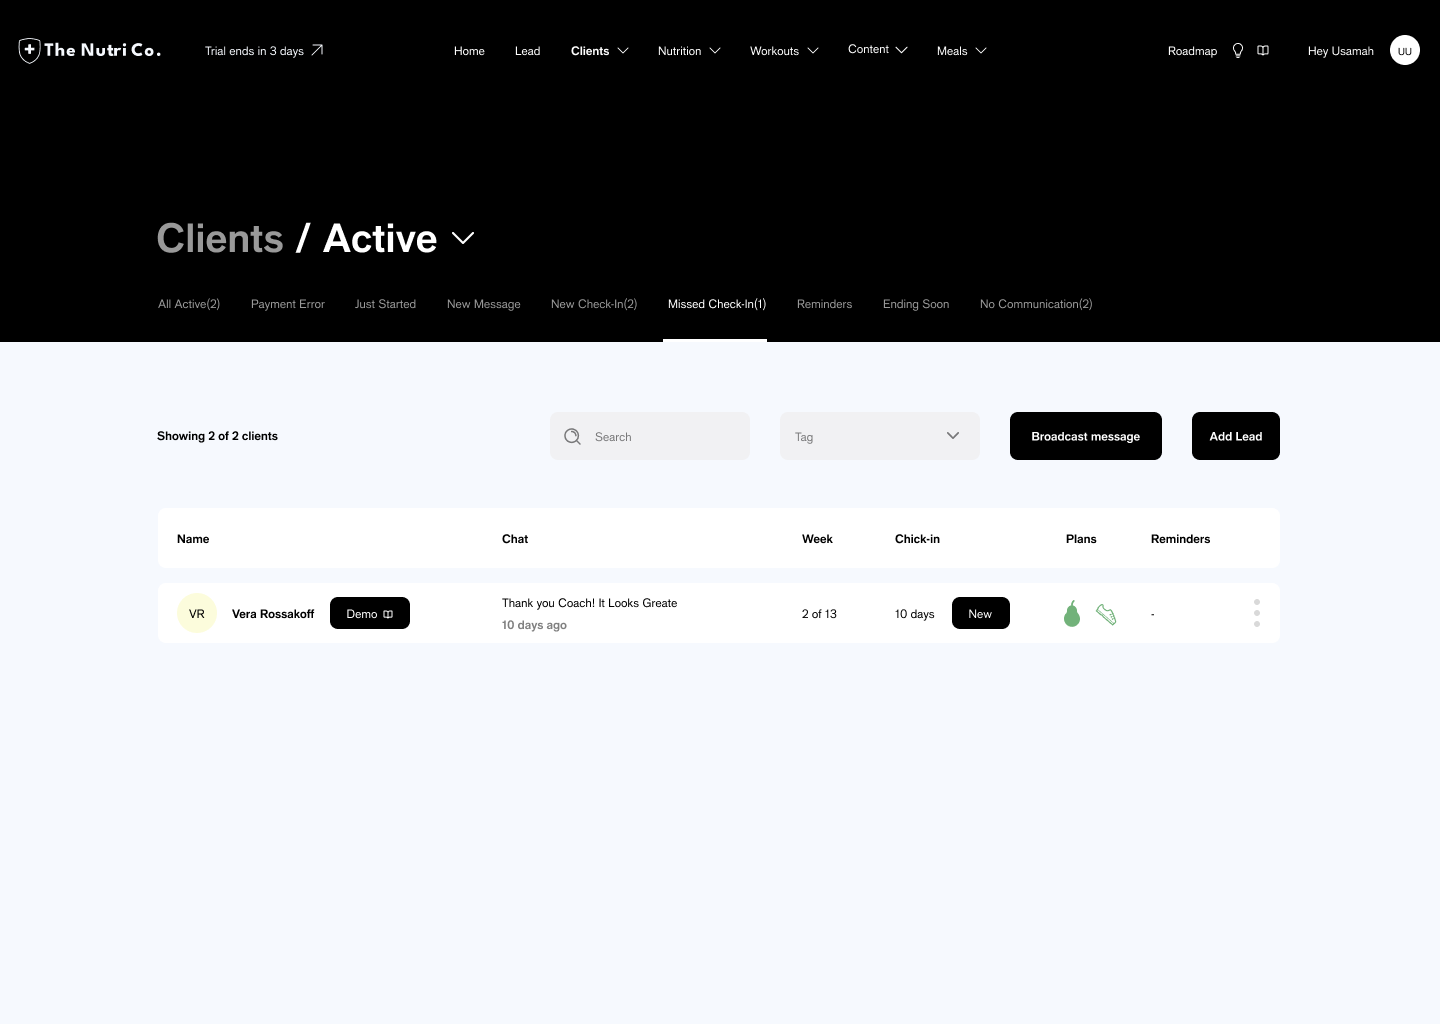 The Nutri Co.
Trial ends in 3 days
Home
Lead
Clients
Nutrition
Workouts
Content
Meals
Roadmap
Hey Usamah
UU
Clients / Active
All Active(2)
Payment Error
Just Started
New Message
New Check-In(2)
Missed Check-In(1)
Reminders
Ending Soon
No Communication(2)
Showing 2 of 2 clients
Search
Tag
Broadcast message
Add Lead
Name
Chat
Week
Chick-in
Plans
Reminders
VR
Vera Rossakoff
Demo
Thank you Coach! It Looks Greate
10 days ago
2 of 13
10 days
New
-